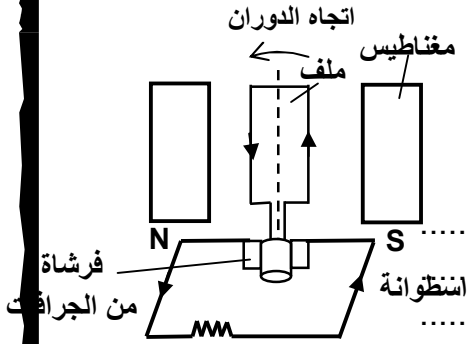 اتجاه الدوران
مغناطيس
ملف
N
S
.....
فرشاة
من الجرافيت
.....
اسطوانة
.....